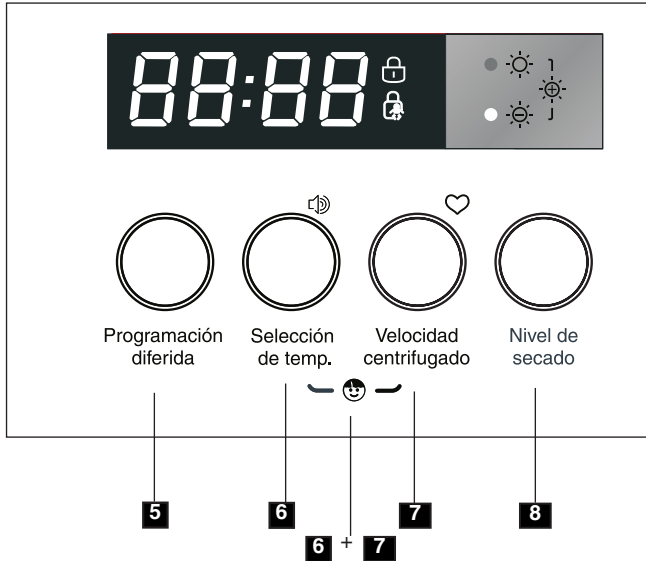 88:88
Programación
diferida
Selección
de temp.
Velocidad
centrifugado
Nivel de
secado
5
6
7
8
6 + 7